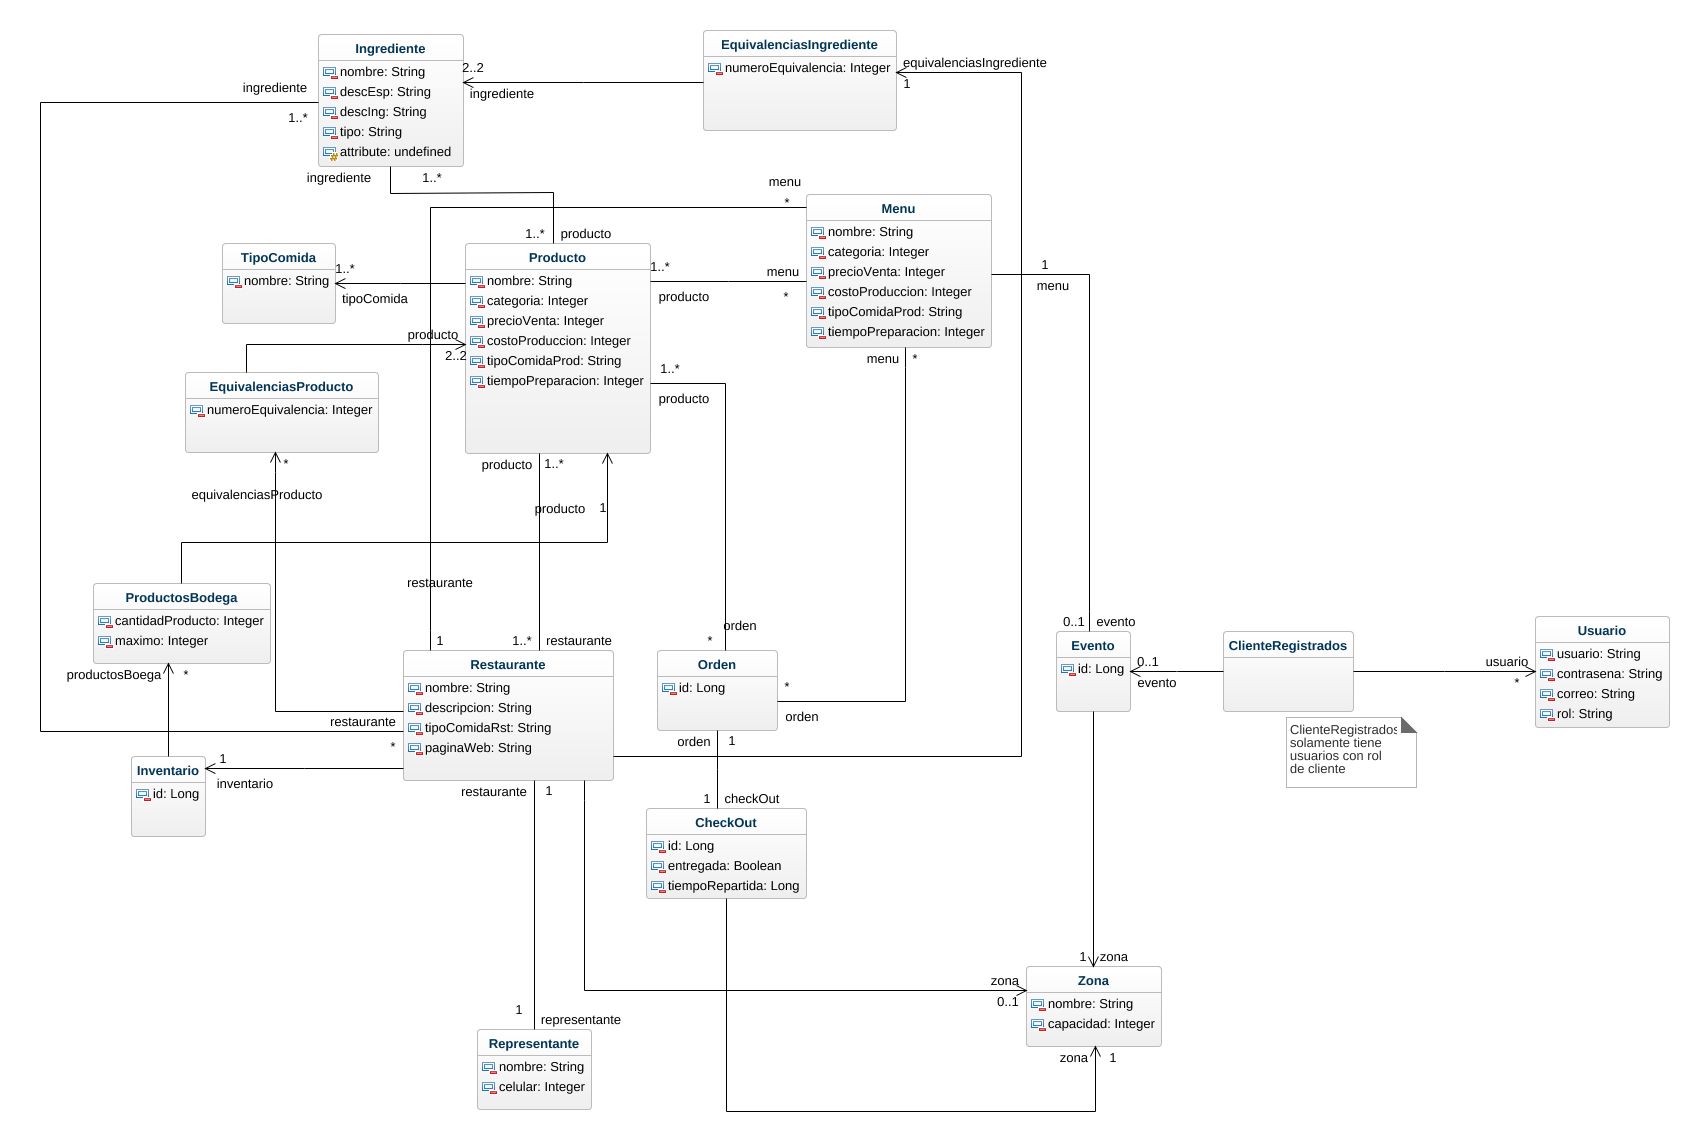 Ingrediente
nombre: String
descEsp: String
descIng: String
tipo: String
attribute: undefined
EquivalenciasIngrediente
numeroEquivalencia: Integer
equivalenciasIngrediente
1
2..2
ingrediente
ingrediente
1..*
ingrediente
1..*
menu
*
Menu
nombre: String
categoria: Integer
precioVenta: Integer
costoProduccion: Integer
tipoComidaProd: String
tiempoPreparacion: Integer
1..*
producto
TipoComida
nombre: String
1..*
tipoComida
Producto
nombre: String
categoria: Integer
precioVenta: Integer
costoProduccion: Integer
tipoComidaProd: String
tiempoPreparacion: Integer
1..*
producto
menu
*
1
menu
producto
2..2
1..*
producto
menu
*
EquivalenciasProducto
numeroEquivalencia: Integer
*
equivalenciasProducto
producto
1..*
producto
1
ProductosBodega
cantidadProducto: Integer
maximo: Integer
productosBoega
*
restaurante
1
1..*
restaurante
orden
*
0..1
evento
Restaurante
nombre: String
descripcion: String
tipoComidaRst: String
paginaWeb: String
Orden
id: Long
*
orden
Evento
id: Long
0..1
evento
ClienteRegistrados
usuario
*
Usuario
usuario: String
contrasena: String
correo: String
rol: String
ClienteRegistrados
solamente tiene
usuarios con rol
de cliente
restaurante
*
Inventario
id: Long
1
inventario
restaurante
1
orden
1
1
checkOut
CheckOut
id: Long
entregada: Boolean
tiempoRepartida: Long
1
zona
zona
0..1
Zona
nombre: String
capacidad: Integer
zona
1
1
representante
Representante
nombre: String
celular: Integer